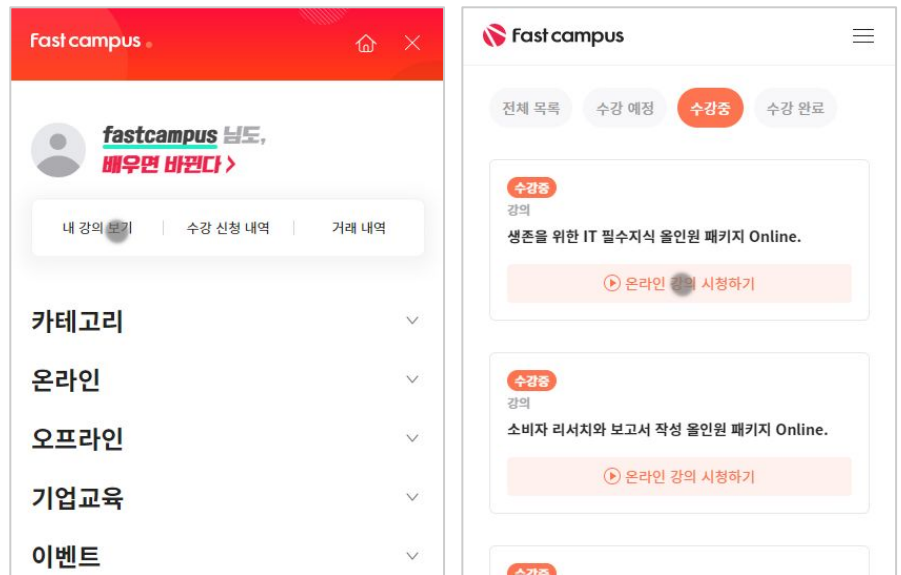 Fast campus.
fastcampus 님도,
배우면 바뀐다 >
내 강의 보기
수강 신청 내역
거래 내역
카테고리
온라인
오프라인
기업교육
이벤트
Fast campus
전체 목록
수강 예정
수강중
수강 완료
수강중
강의
생존을 위한 IT 필수지식 올인원 패키지 Online.
온라인 강의 시청하기
수강중
강의
소비자 리서치와 보고서 작성 올인원 패키지 Online.
온라인 강의 시청하기
수강중